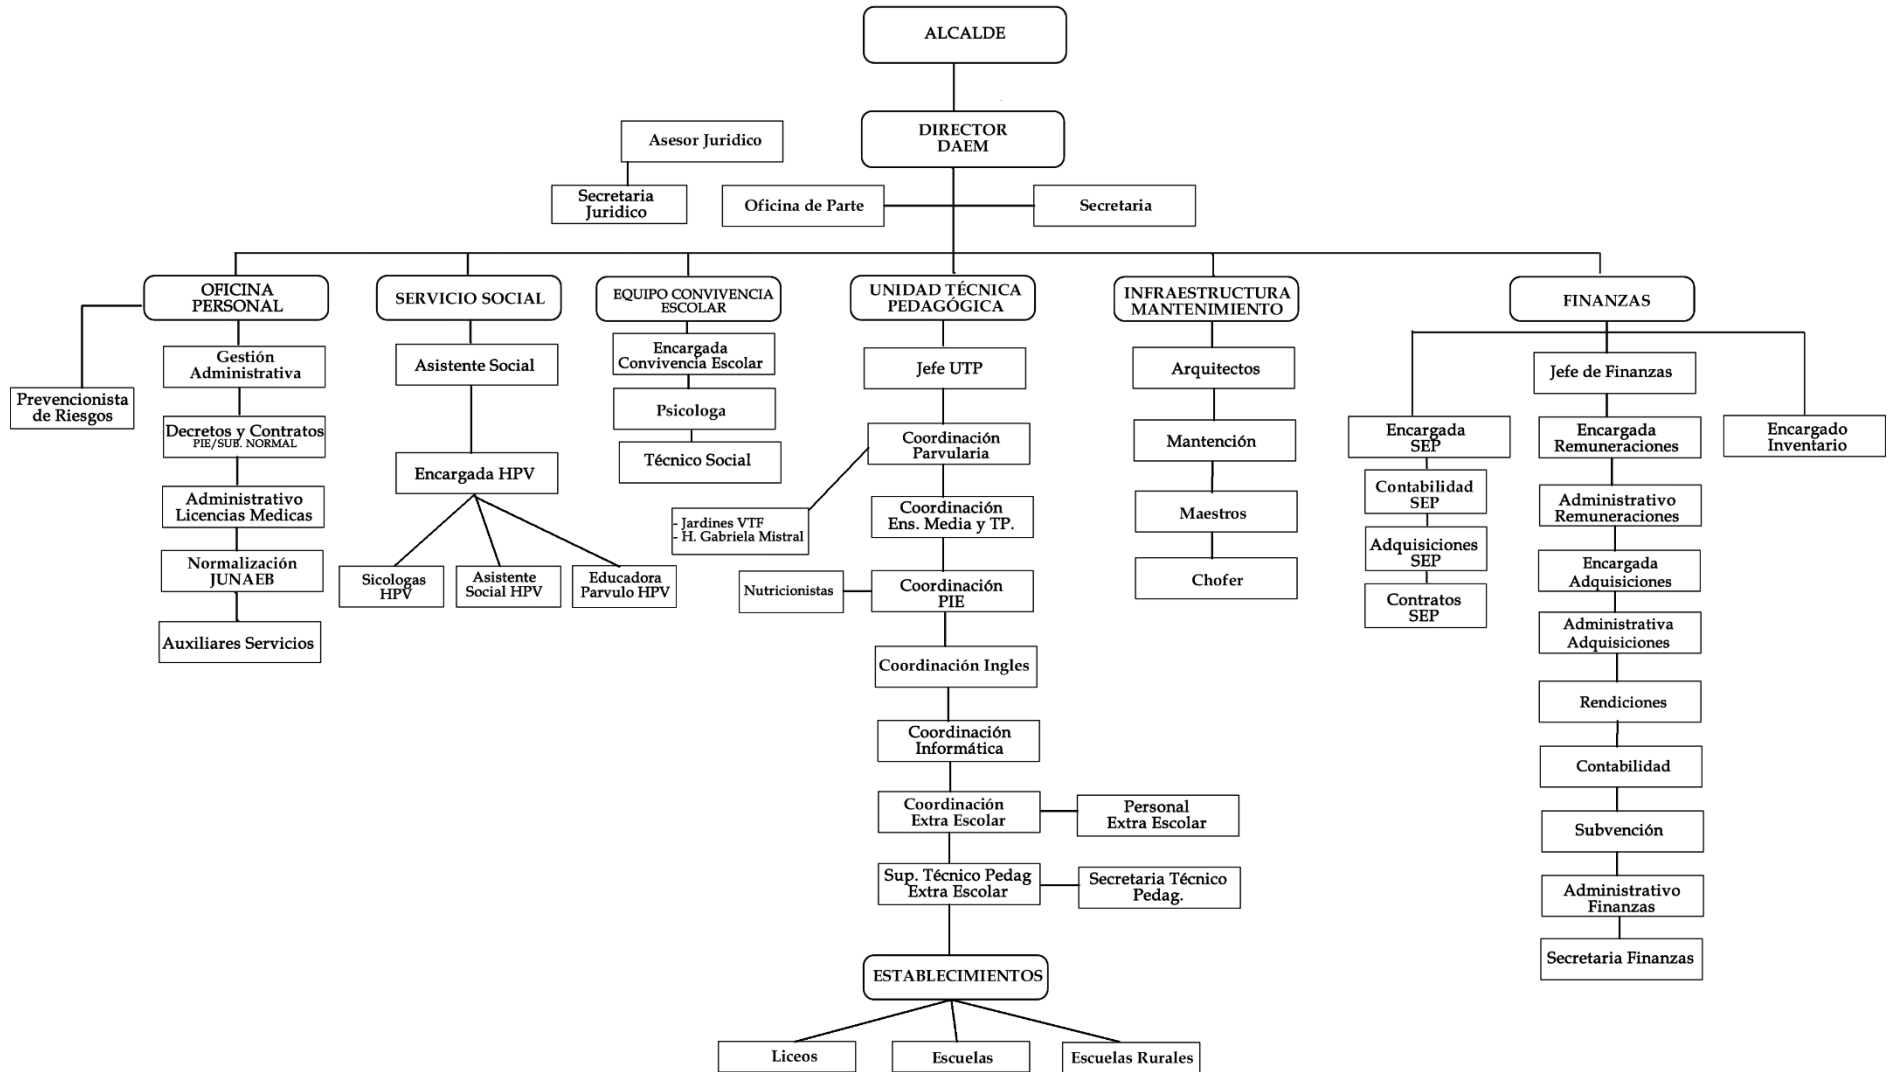 ALCALDE
DIRECTOR
DAEM
Asesor Juridico
Secretaria
Juridico
Oficina de Parte
Secretaria
OFICINA
PERSONAL
SERVICIO SOCIAL
EQUIPO CONVIVENCIA
ESCOLAR
UNIDAD TÉCNICA
PEDAGÓGICA
INFRAESTRUCTURA
MANTENIMIENTO
FINANZAS
Prevencionista
de Riesgos
Gestión
Administrativa
Decretos y Contratos
PIE/SUB. NORMAL
Administrativo
Licencias Medicas
Normalización
JUNAEB
Auxiliares Servicios
Asistente Social
Encargada HPV
Sicologas
HPV
Asistente
Social HPV
Educadora
Parvulo HPV
Encargada
Convivencia Escolar
Psicologa
Técnico Social
Jefe UTP
Coordinación
Parvularia
- Jardines VTF
- H. Gabriela Mistral
Coordinación
Ens. Media y TP.
Nutricionistas
Coordinación
PIE
Coordinación Ingles
Coordinación
Informática
Coordinación
Extra Escolar
Personal
Extra Escolar
Sup. Técnico Pedag
Extra Escolar
Secretaria Técnico
Pedag.
ESTABLECIMIENTOS
Liceos
Escuelas
Escuelas Rurales
Arquitectos
Mantención
Maestros
Chofer
Encargada
SEP
Contabilidad
SEP
Adquisiciones
SEP
Contratos
SEP
Jefe de Finanzas
Encargada
Remuneraciones
Administrativo
Remuneraciones
Encargada
Adquisiciones
Administrativa
Adquisiciones
Rendiciones
Contabilidad
Subvención
Administrativo
Finanzas
Secretaria Finanzas
Encargado
Inventario